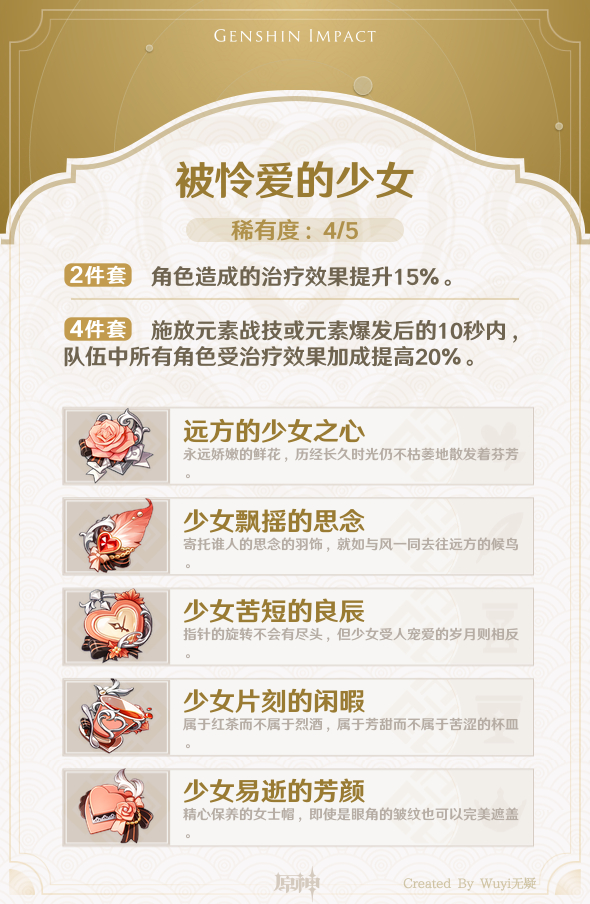 GENSHIN IMPACT
被怜爱的少女
稀有度：4/5
2件套 角色造成的治疗效果提升15%。
4件套 施放元素战技或元素爆发后的10秒内，
队伍中所有角色受治疗效果加成提高20%。
远方的少女之心
永远娇嫩的鲜花，历经长久时光仍不枯萎地散发着芬芳
。
少女飘摇的思念
寄托谁人的思念的羽饰，就如与风一同去往远方的候鸟
。
少女苦短的良辰
指针的旋转不会有尽头，但少女受人宠爱的岁月则相反
。
少女片刻的闲暇
属于红茶而不属于烈酒，属于芳甜而不属于苦涩的杯皿
。
少女易逝的芳颜
精心保养的女士帽，即使是眼角的皱纹也可以完美遮盖
。
原神
Created By Wuyi无疑